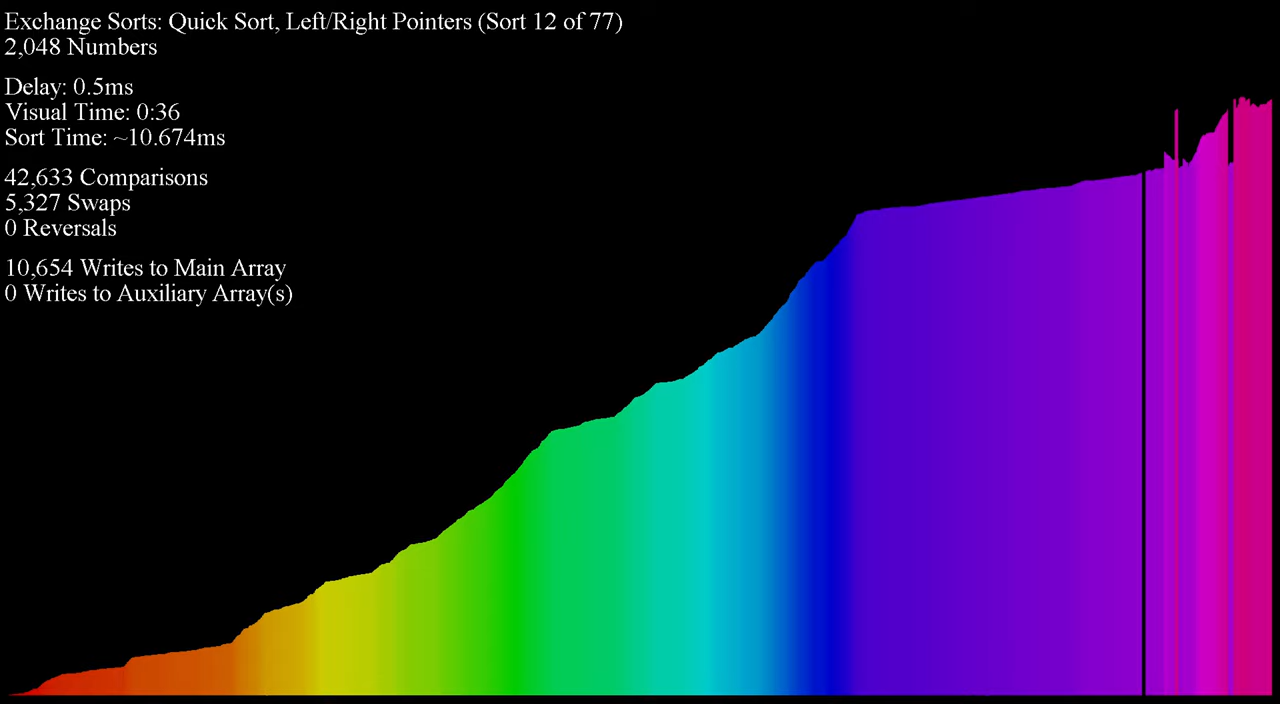 Exchange Sorts: Quick Sort, Left/Right Pointers (Sort 12 of 77)
2,048 Numbers
Delay: 0.5ms
Visual Time: 0:36
Sort Time: ~10.674ms
42,633 Comparisons
5,327 Swaps
0 Reversals
10,654 Writes to Main Array
0 Writes to Auxiliary Array(s)